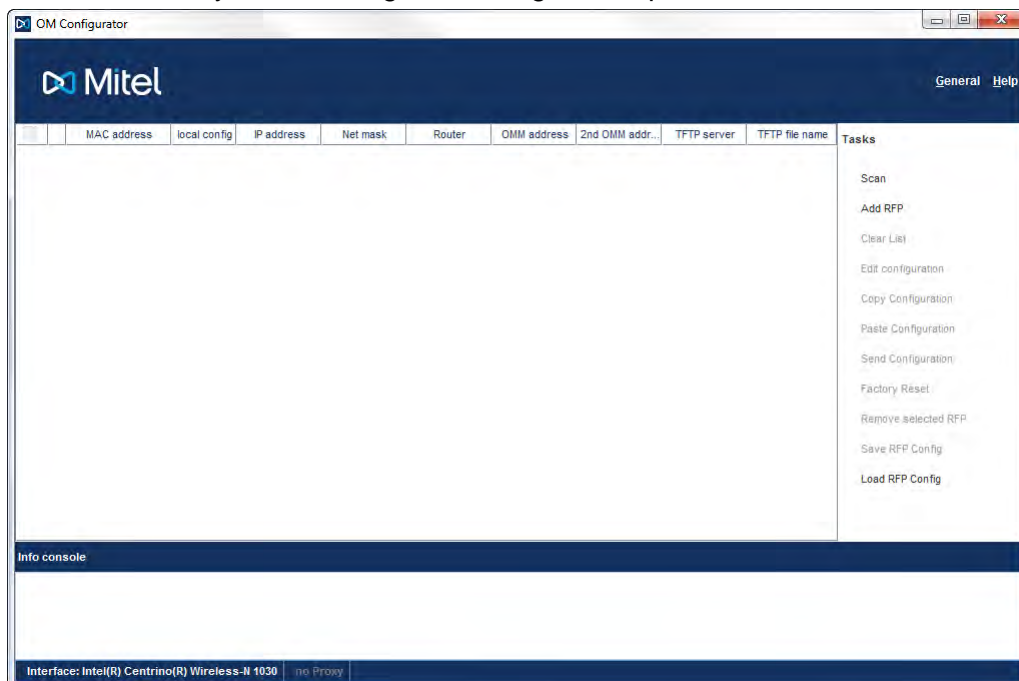 OM Configurator
Mitel
General Help
MAC address local config IP address Net mask Router OMM address 2nd OMM addr... TFTP server TFTP file name
Tasks
Scan
Add RFP
Clear List
Edit configuration
Copy Configuration
Paste Configuration
Send Configuration
Factory Reset
Remove selected RFP
Save RFP Config
Load RFP Config
Info console
Interface: Intel(R) Centrino(R) Wireless-N 1030 no Proxy